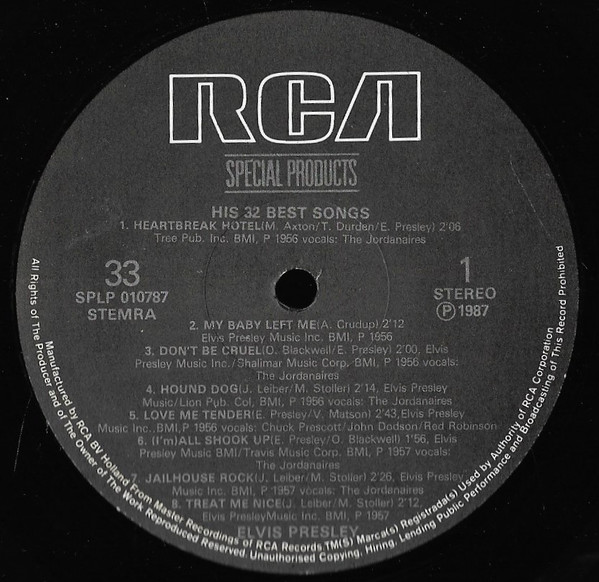 RCA
SPECIAL PRODUCTS
HIS 32 BEST SONGS
1. HEARTBREAK HOTEL(M. Axton/T. Durden/E. Presley) 2'06
Tree Pub. Inc. BMI, P 1956 vocals: The Jordanaires
33
SPLP 010787
STEMRA
1
STEREO
Ⓟ 1987
2. MY BABY LEFT ME(A. Crudup) 2'12
Elvis Presley Music Inc. BMI, P 1956
3. DON'T BE CRUEL(O. Blackwell/E. Presley) 2'00, Elvis
Presley Music Inc./Shalimar Music Corp. BMI, P 1956 vocals:
The Jordanaires
4. HOUND DOG(J. Leiber/M. Stoller) 2'14, Elvis Presley
Music/Lion Pub. Col, BMI, P 1956 vocals: The Jordanaires
5. LOVE ME TENDER(E. Presley/V. Matson) 2'43,Elvis Presley
Music Inc.,BMI, P 1956 vocals: Chuck Prescott/John Dodson/Red Robinson
6. (I'm)ALL SHOOK UP(E. Presley/O. Blackwell) 1'56, Elvis
Presley Music BMI/Travis Music Corp. BMI, P 1957 vocals:
The Jordanaires
7. JAILHOUSE ROCK(J. Leiber/M. Stoller) 2'26, Elvis Presley
Music Inc. BMI, P 1957 vocals: The Jordanaires
8. TREAT ME NICE(J. Leiber/M. Stoller) 2'12
Elvis PresleyMusic Inc. BMI, P 1957
ELVIS PRESLEY
Manufactured by RCA BV Holland From Master Recordings of RCA Records.TM(S) Marca(s) Registrada(s) Used by Authority of RCA Corporation
All Rights of The Producer and of The Owner of The Work Reproduced Reserved. Unauthorised Copying, Hiring, Lending Public Performance and Broadcasting of This Record Prohibited